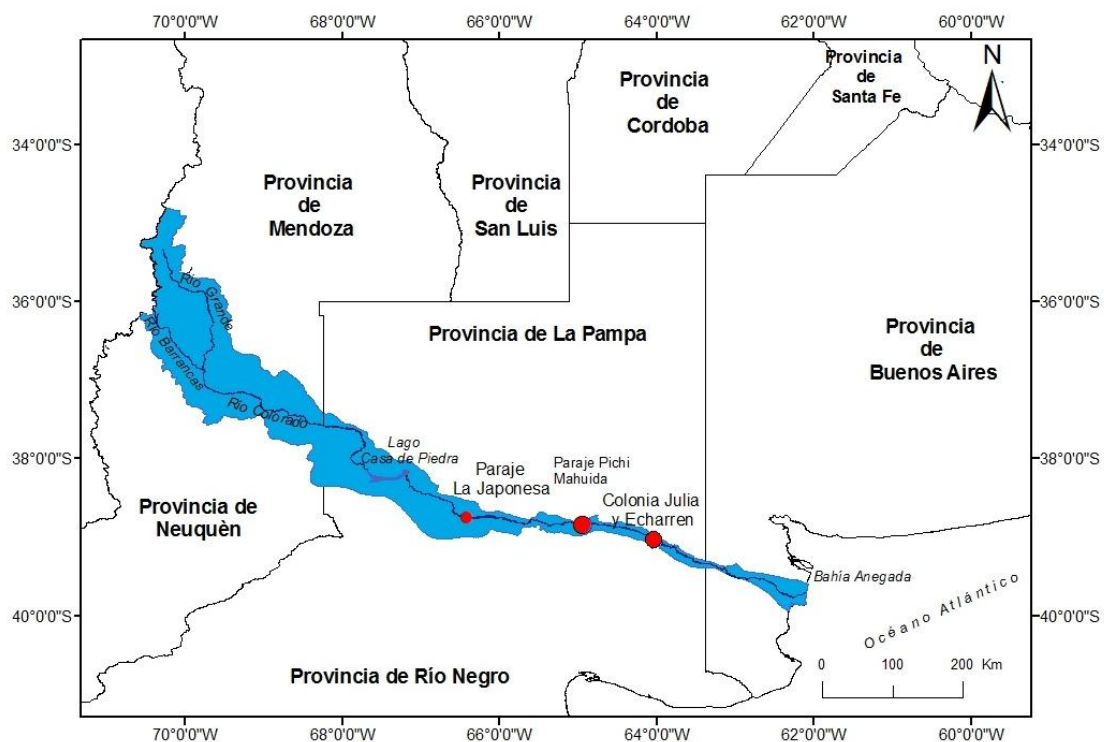 70°0'0"W 68°0'0"W 66°0'0"W 64°0'0"W 62°0'0"W 60°0'0"W
N
Provincia
de
Santa Fe
Provincia
de
Cordoba
34°0'0"S 34°0'0"S
Provincia
de
Mendoza
Provincia
de
San Luis
Río Grande
36°0'0"S 36°0'0"S
Río Barrancas
Provincia de La Pampa
Provincia
de
Buenos Aires
Río Colorado
Lago
Casa de Piedra
38°0'0"S 38°0'0"S
Paraje
La Japonesa
Paraje Pichi
Mahuida
Colonia Julia
y Echarren
Provincia de
Neuquèn
Bahía Anegada
Océano Atlántico
40°0'0"S 40°0'0"S
Provincia de Río Negro
0 100 200 Km
70°0'0"W 68°0'0"W 66°0'0"W 64°0'0"W 62°0'0"W 60°0'0"W